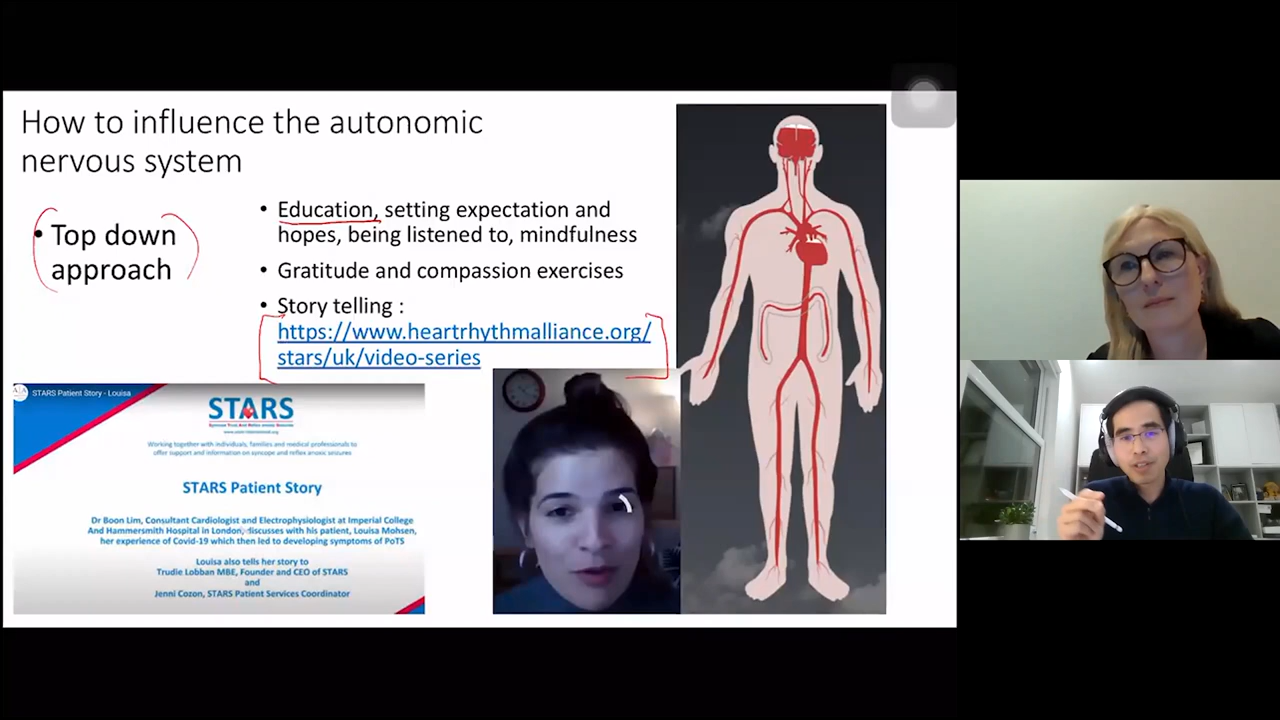 How to influence the autonomic
nervous system
• Top down
approach
• Education, setting expectation and
hopes, being listened to, mindfulness
• Gratitude and compassion exercises
• Story telling :
https://www.heartrhythmalliance.org/
stars/uk/video-series
STARS Patient Story - Louisa
STARS
Working together with individuals, families and medical professionals to
offer support and information on syncope and reflex anoxic seizures
STARS Patient Story
Dr Boon Lim, Consultant Cardiologist and Electrophysiologist at Imperial College
And Hammersmith Hospital in London, discusses with his patient, Louisa Mohsen,
her experience of Covid-19 which then led to developing symptoms of PoTS
Louisa also tells her story to
Trudie Lobban MBE, Founder and CEO of STARS
and
Jenni Cozon, STARS Patient Services Coordinator